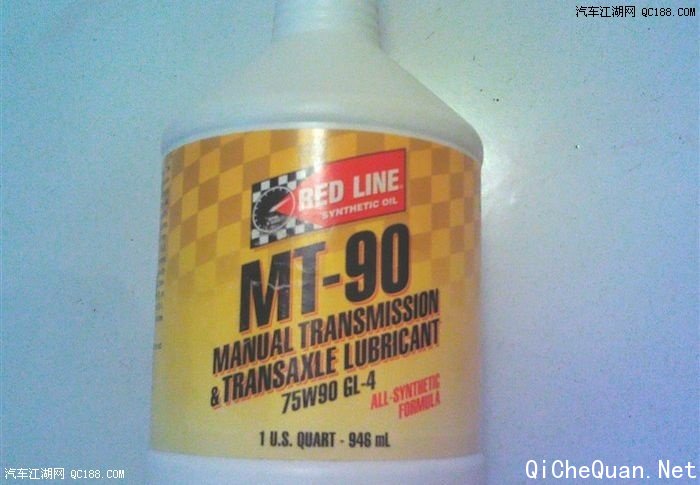 汽车江湖网 QC188.COM
RED LINE
SYNTHETIC OIL
MT-90
MANUAL TRANSMISSION
& TRANSAXLE LUBRICANT
75W90 GL-4
ALL-SYNTHETIC
FORMULA
1 U.S. QUART - 946 mL
汽车江湖网 QC188.COM
QiCheQuan.Net